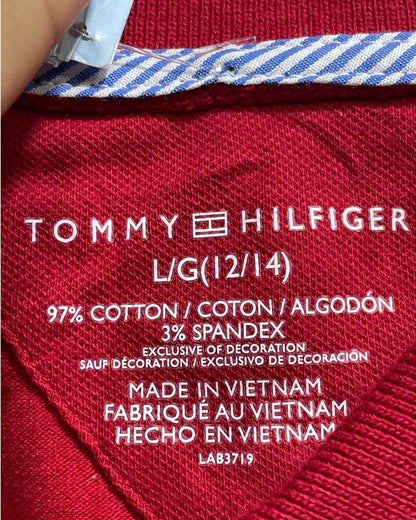 TOMMY HILFIGER
L/G(12/14)
97% COTTON / COTON / ALGODÓN
3% SPANDEX
EXCLUSIVE OF DECORATION
SAUF DÉCORATION / EXCLUSIVO DE DECORACIÓN
MADE IN VIETNAM
FABRIQUÉ AU VIETNAM
HECHO EN VIETNAM
LAB3719